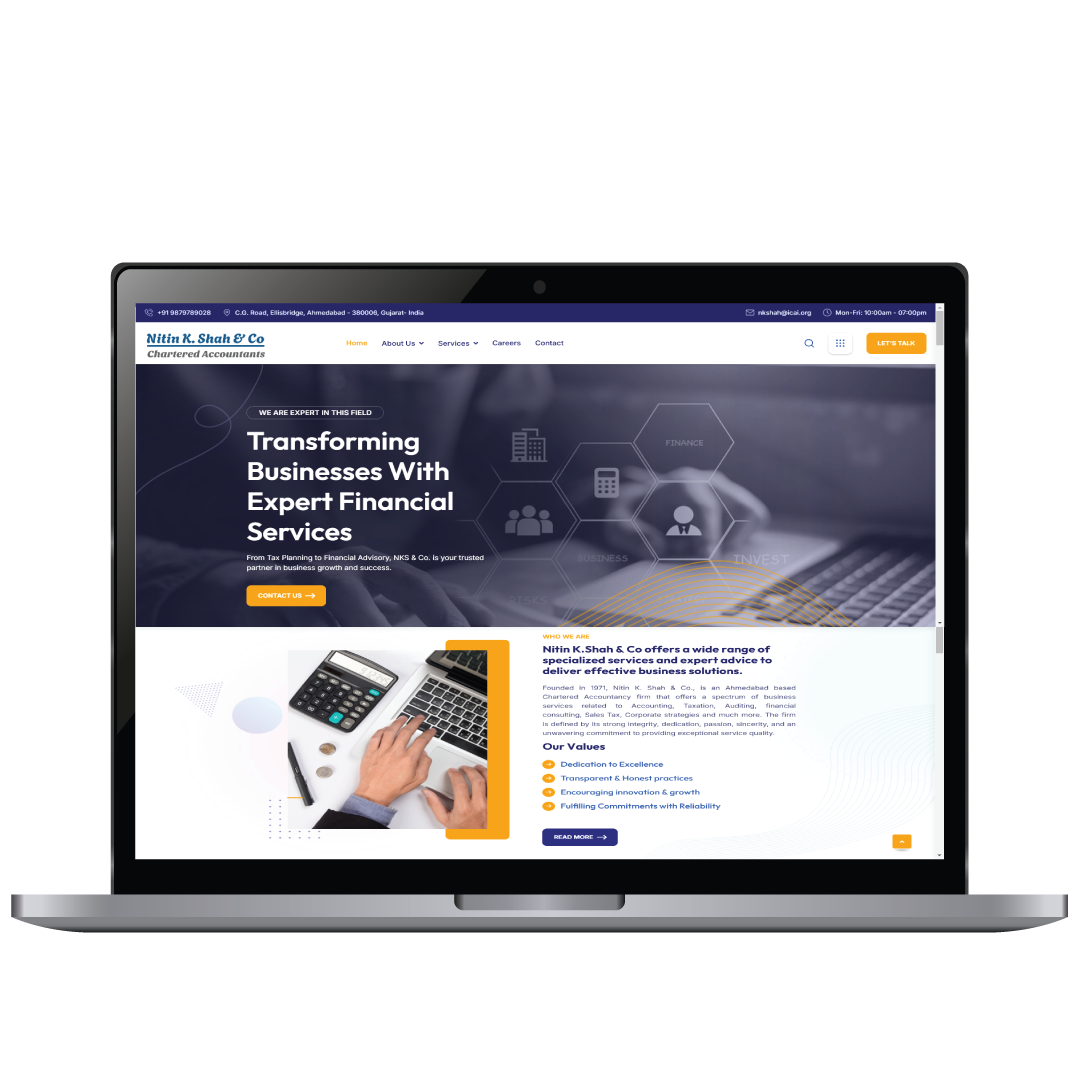 +91 9879789028 C.G. Road, Ellisbridge, Ahmedabad - 380006, Gujarat- India nkshah@icai.org Mon-Fri: 10:00am - 07:00pm
Nitin K. Shah & Co
Chartered Accountants
Home About Us Services Careers Contact LET'S TALK
WE ARE EXPERT IN THIS FIELD
Transforming
Businesses With
Expert Financial
Services
From Tax Planning to Financial Advisory, NKS & Co. is your trusted
partner in business growth and success.
CONTACT US
FINANCE
BUSINESS
INVEST
RISKS
WHO WE ARE
Nitin K.Shah & Co offers a wide range of
specialized services and expert advice to
deliver effective business solutions.
Founded in 1971, Nitin K. Shah & Co., is an Ahmedabad based
Chartered Accountancy firm that offers a spectrum of business
services related to Accounting, Taxation, Auditing, financial
consulting, Sales Tax, Corporate strategies and much more. The firm
is defined by its strong integrity, dedication, passion, sincerity, and an
unwavering commitment to providing exceptional service quality.
Our Values
Dedication to Excellence
Transparent & Honest practices
Encouraging innovation & growth
Fulfilling Commitments with Reliability
READ MORE